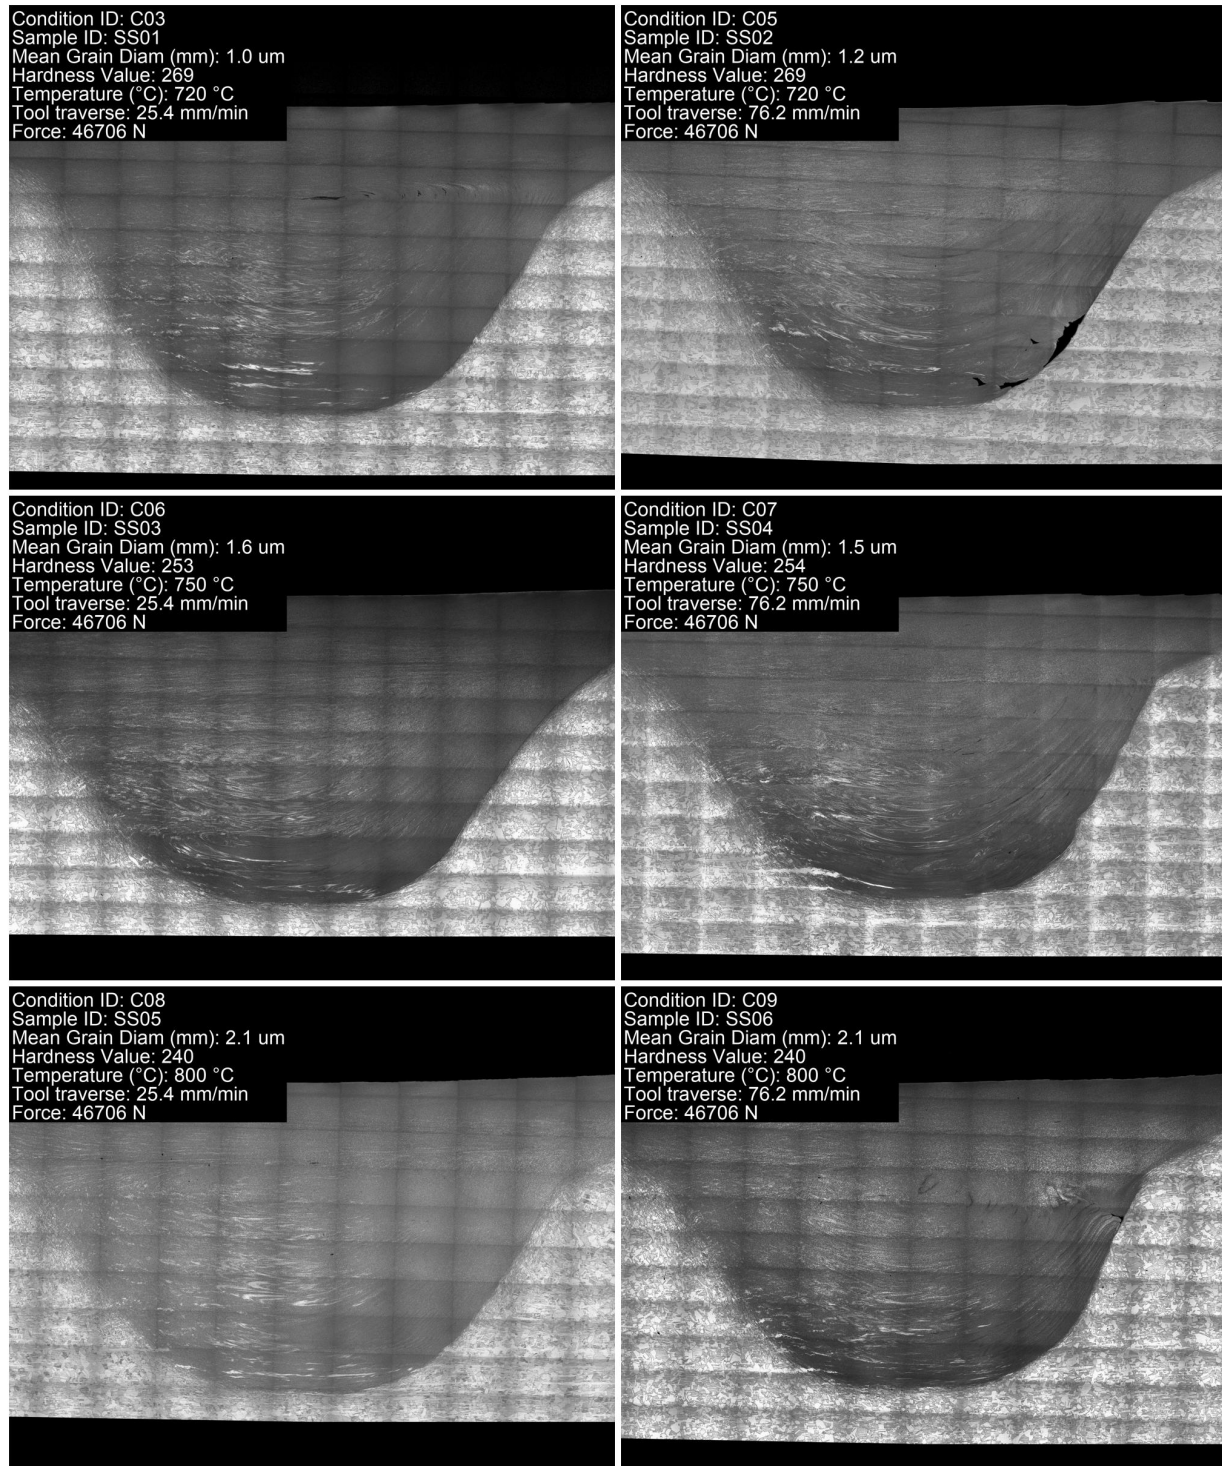 Condition ID: C03
Sample ID: SS01
Mean Grain Diam (mm): 1.0 um
Hardness Value: 269
Temperature (°C): 720 °C
Tool traverse: 25.4 mm/min
Force: 46706 N
Condition ID: C05
Sample ID: SS02
Mean Grain Diam (mm): 1.2 um
Hardness Value: 269
Temperature (°C): 720 °C
Tool traverse: 76.2 mm/min
Force: 46706 N
Condition ID: C06
Sample ID: SS03
Mean Grain Diam (mm): 1.6 um
Hardness Value: 253
Temperature (°C): 750 °C
Tool traverse: 25.4 mm/min
Force: 46706 N
Condition ID: C07
Sample ID: SS04
Mean Grain Diam (mm): 1.5 um
Hardness Value: 254
Temperature (°C): 750 °C
Tool traverse: 76.2 mm/min
Force: 46706 N
Condition ID: C08
Sample ID: SS05
Mean Grain Diam (mm): 2.1 um
Hardness Value: 240
Temperature (°C): 800 °C
Tool traverse: 25.4 mm/min
Force: 46706 N
Condition ID: C09
Sample ID: SS06
Mean Grain Diam (mm): 2.1 um
Hardness Value: 240
Temperature (°C): 800 °C
Tool traverse: 76.2 mm/min
Force: 46706 N